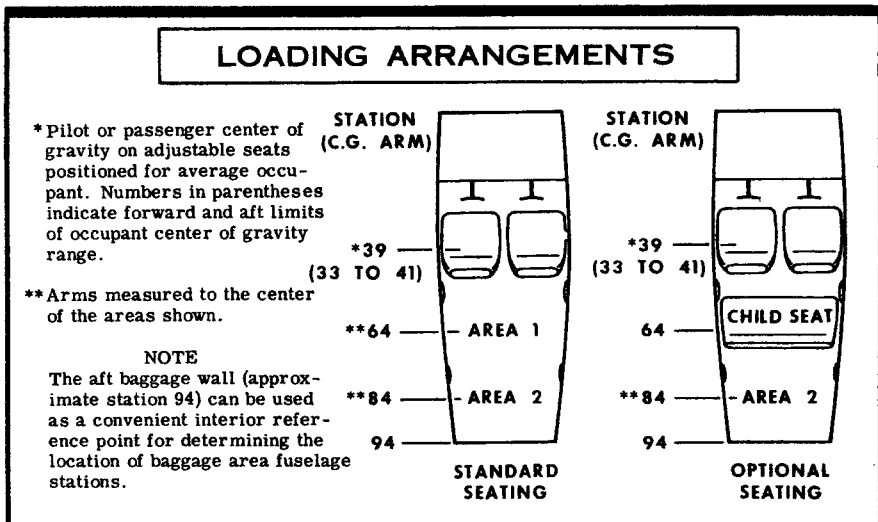 LOADING ARRANGEMENTS
*Pilot or passenger center of
gravity on adjustable seats
positioned for average occu-
pant. Numbers in parentheses
indicate forward and aft limits
of occupant center of gravity
range.
**Arms measured to the center
of the areas shown.
NOTE
The aft baggage wall (approx-
imate station 94) can be used
as a convenient interior refer-
ence point for determining the
location of baggage area fuselage
stations.
STATION
(C.G. ARM)
*39
(33 TO 41)
**64
AREA 1
**84
AREA 2
94
STANDARD
SEATING
STATION
(C.G. ARM)
*39
(33 TO 41)
64
CHILD SEAT
**84
AREA 2
94
OPTIONAL
SEATING